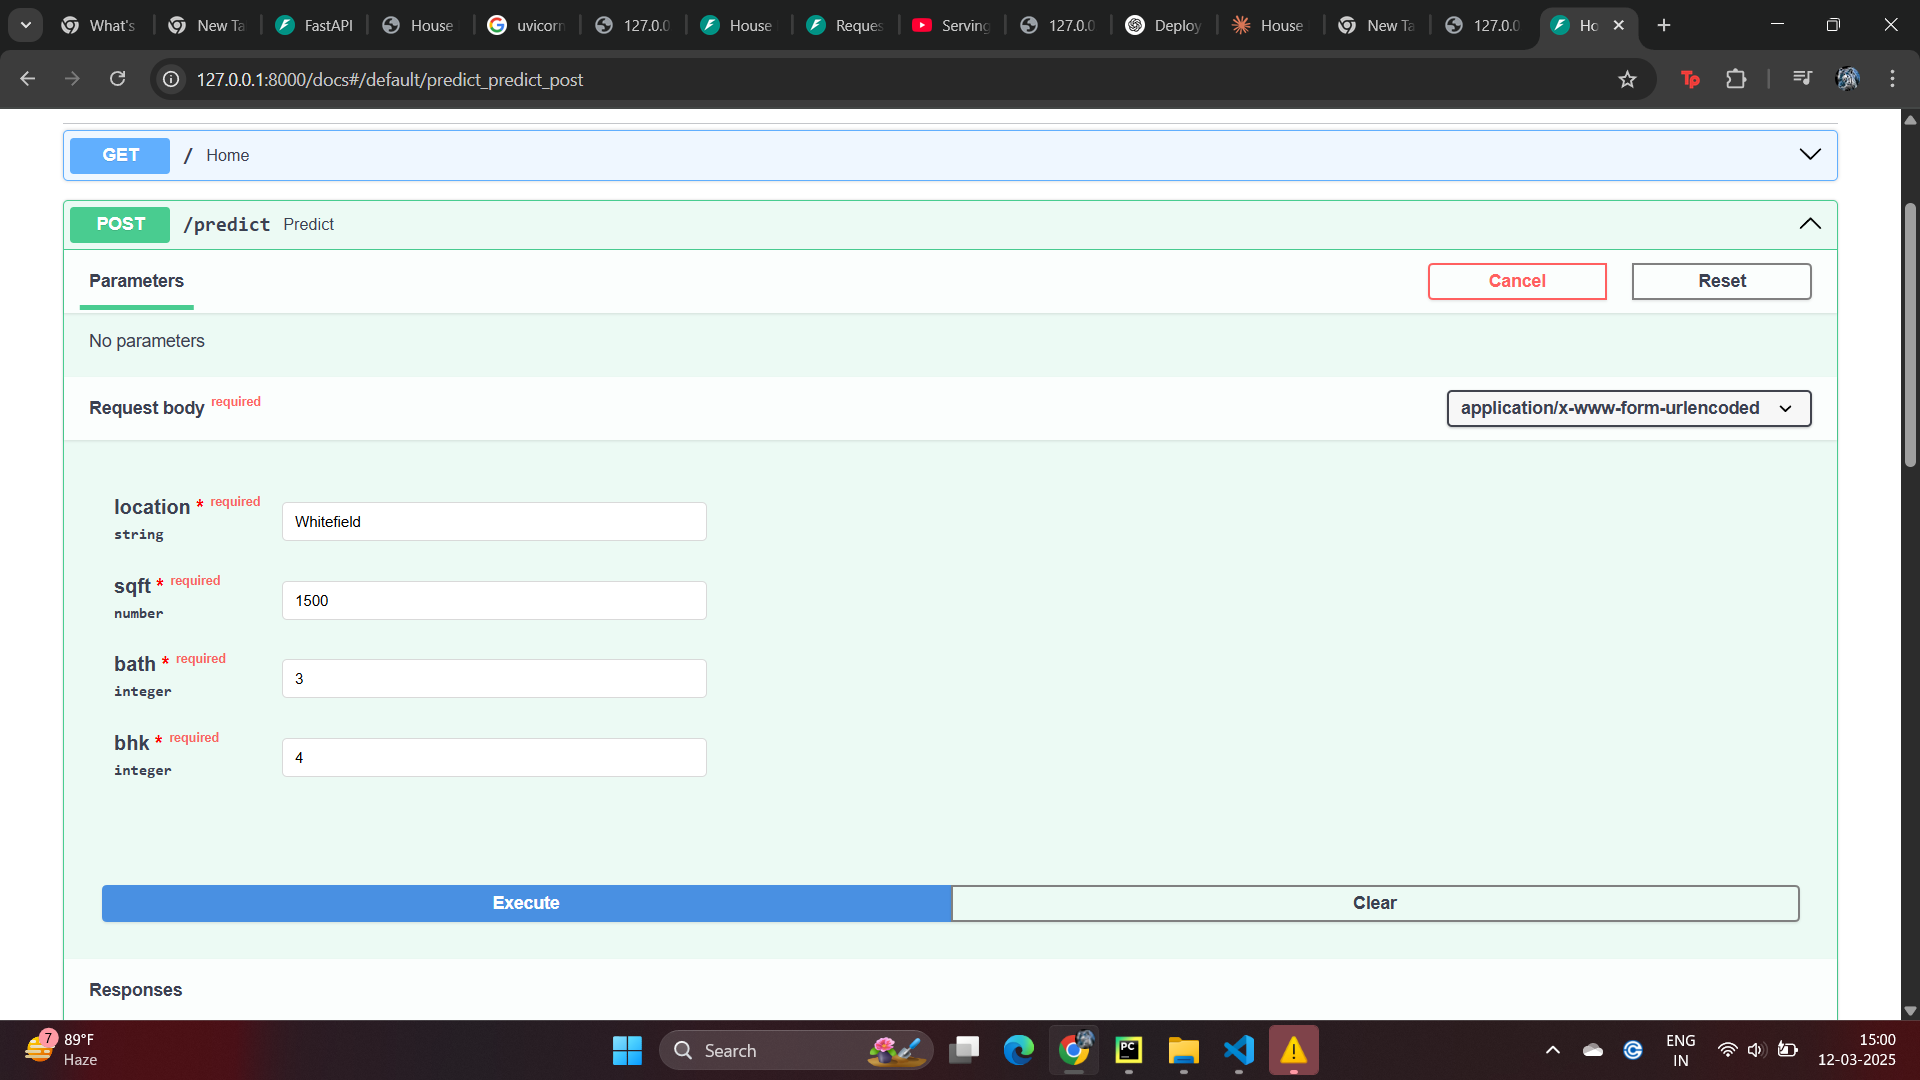 What's
New Ta
FastAPI
House
uvicorn
127.0.0
House
Reques
Serving
127.0.0
Deploy
House
New Ta
127.0.0
Ho
127.0.0.1:8000/docs#/default/predict_predict_post
Tp
GET / Home
POST /predict Predict
Parameters
Cancel
Reset
No parameters
Request body required
application/x-www-form-urlencoded
location * required
string
Whitefield
sqft * required
number
1500
bath * required
integer
3
bhk * required
integer
4
Execute
Clear
Responses
7
89°F
Haze
Search
PC
ENG
IN
15:00
12-03-2025